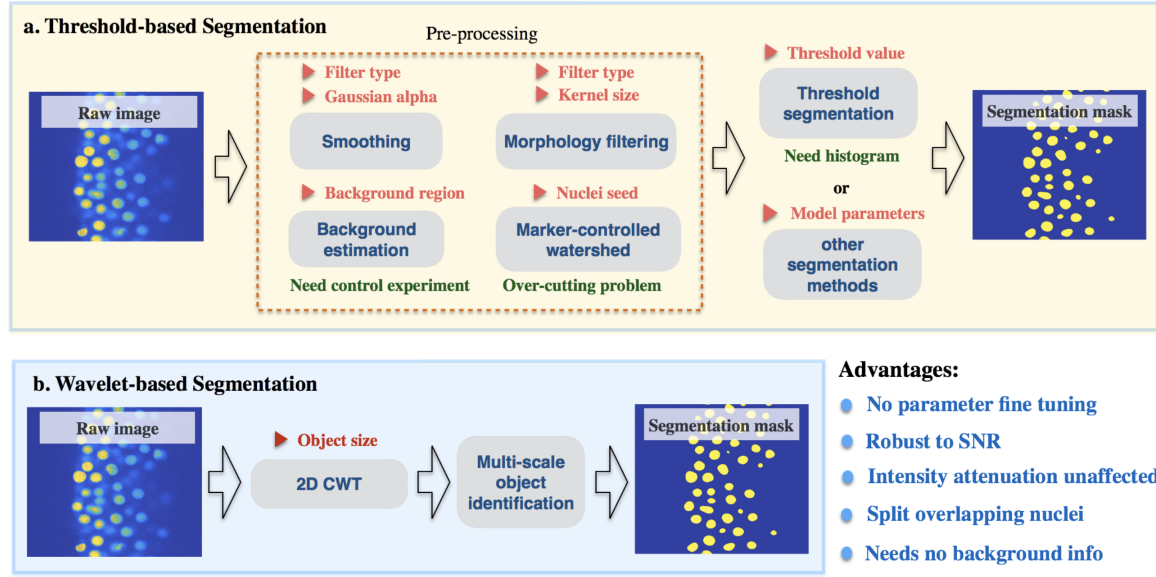 a. Threshold-based Segmentation
Pre-processing
Raw image
Filter type
Gaussian alpha
Smoothing
Filter type
Kernel size
Morphology filtering
Background region
Background
estimation
Need control experiment
Nuclei seed
Marker-controlled
watershed
Over-cutting problem
Threshold value
Threshold
segmentation
Need histogram
or
Model parameters
other
segmentation
methods
Segmentation mask
b. Wavelet-based Segmentation
Raw image
Object size
2D CWT
Multi-scale
object
identification
Segmentation mask
Advantages:
No parameter fine tuning
Robust to SNR
Intensity attenuation unaffected
Split overlapping nuclei
Needs no background info